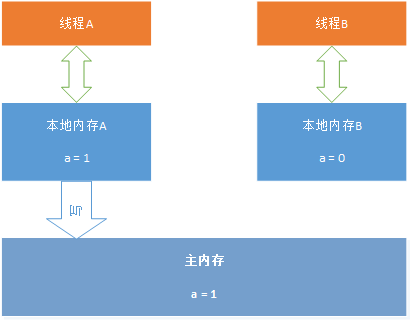 线程A
线程B
本地内存A
a = 1
本地内存B
a = 0
写
主内存
a = 1